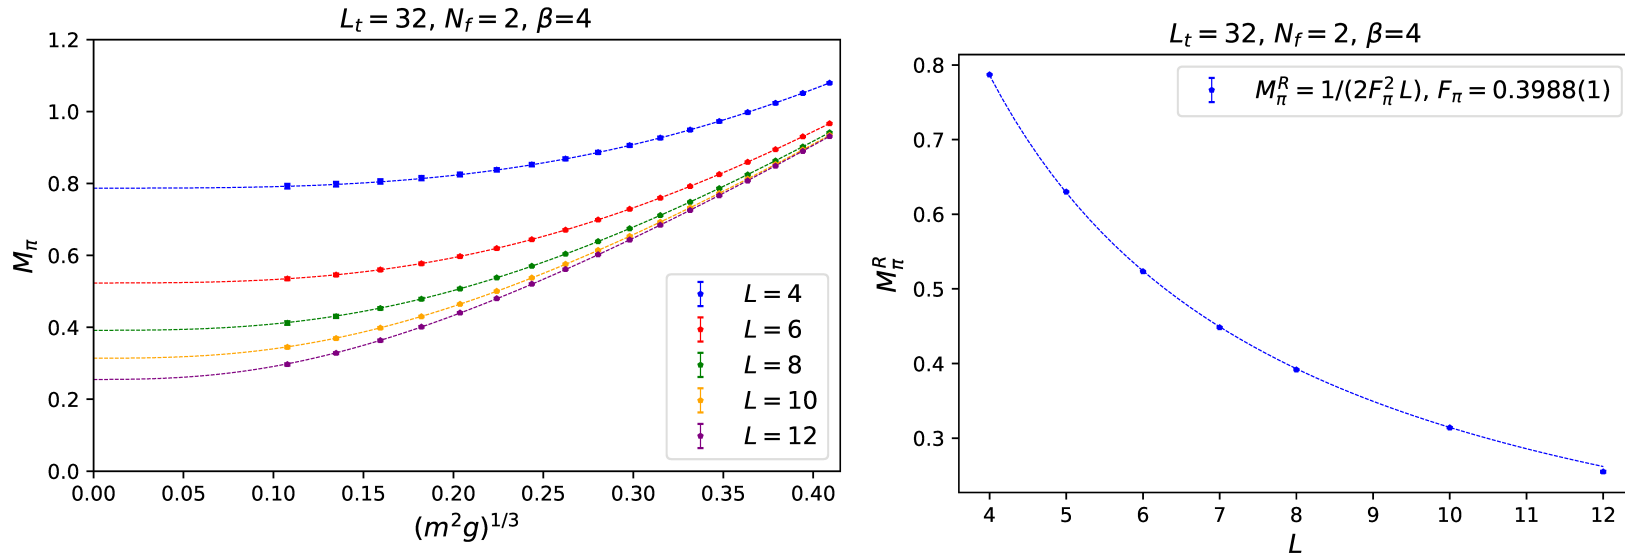 L_t = 32, N_f = 2, β=4
1.2
1.0
0.8
0.6
0.4
0.2
0.0
M_π
0.00 0.05 0.10 0.15 0.20 0.25 0.30 0.35 0.40
(m²g)^{1/3}
L = 4
L = 6
L = 8
L = 10
L = 12
L_t = 32, N_f = 2, β=4
0.8
0.7
0.6
0.5
0.4
0.3
M_π^R
M_π^R = 1/(2F_π^2 L), F_π = 0.3988(1)
4 5 6 7 8 9 10 11 12
L